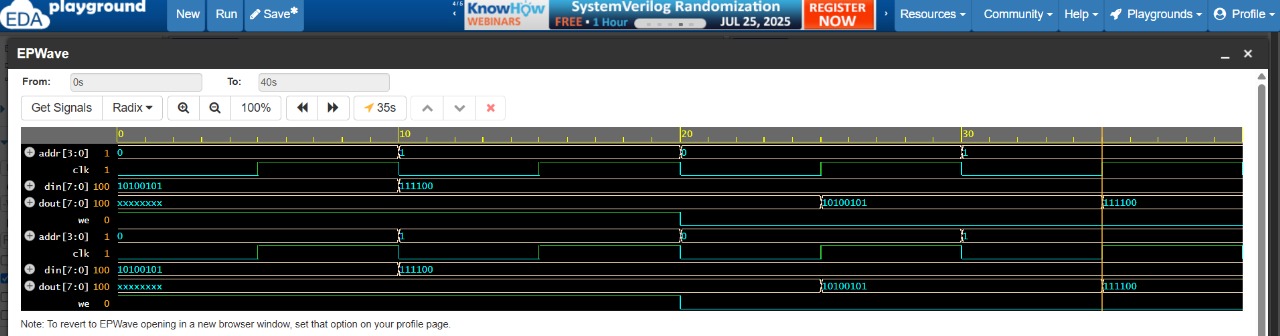 EDA playground New Run Save* 4/6 KnowHow WEBINARS SystemVerilog Randomization FREE • 1 Hour JUL 25, 2025 REGISTER NOW Resources Community Help Playgrounds Profile
EPWave
From: 0s To: 40s
Get Signals Radix 100% 35s
0 10 20 30
addr[3:0] 1 0 1 0 1
clk 1
din[7:0] 100 10100101 111100
dout[7:0] 100 xxxxxxxx 10100101 111100
we 0
addr[3:0] 1 0 1 0 1
clk 1
din[7:0] 100 10100101 111100
dout[7:0] 100 xxxxxxxx 10100101 111100
we 0
Note: To revert to EPWave opening in a new browser window, set that option on your profile page.